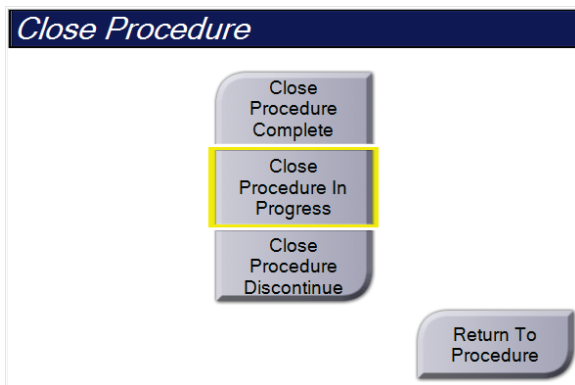 Close Procedure
Close
Procedure
Complete
Close
Procedure In
Progress
Close
Procedure
Discontinue
Return To
Procedure